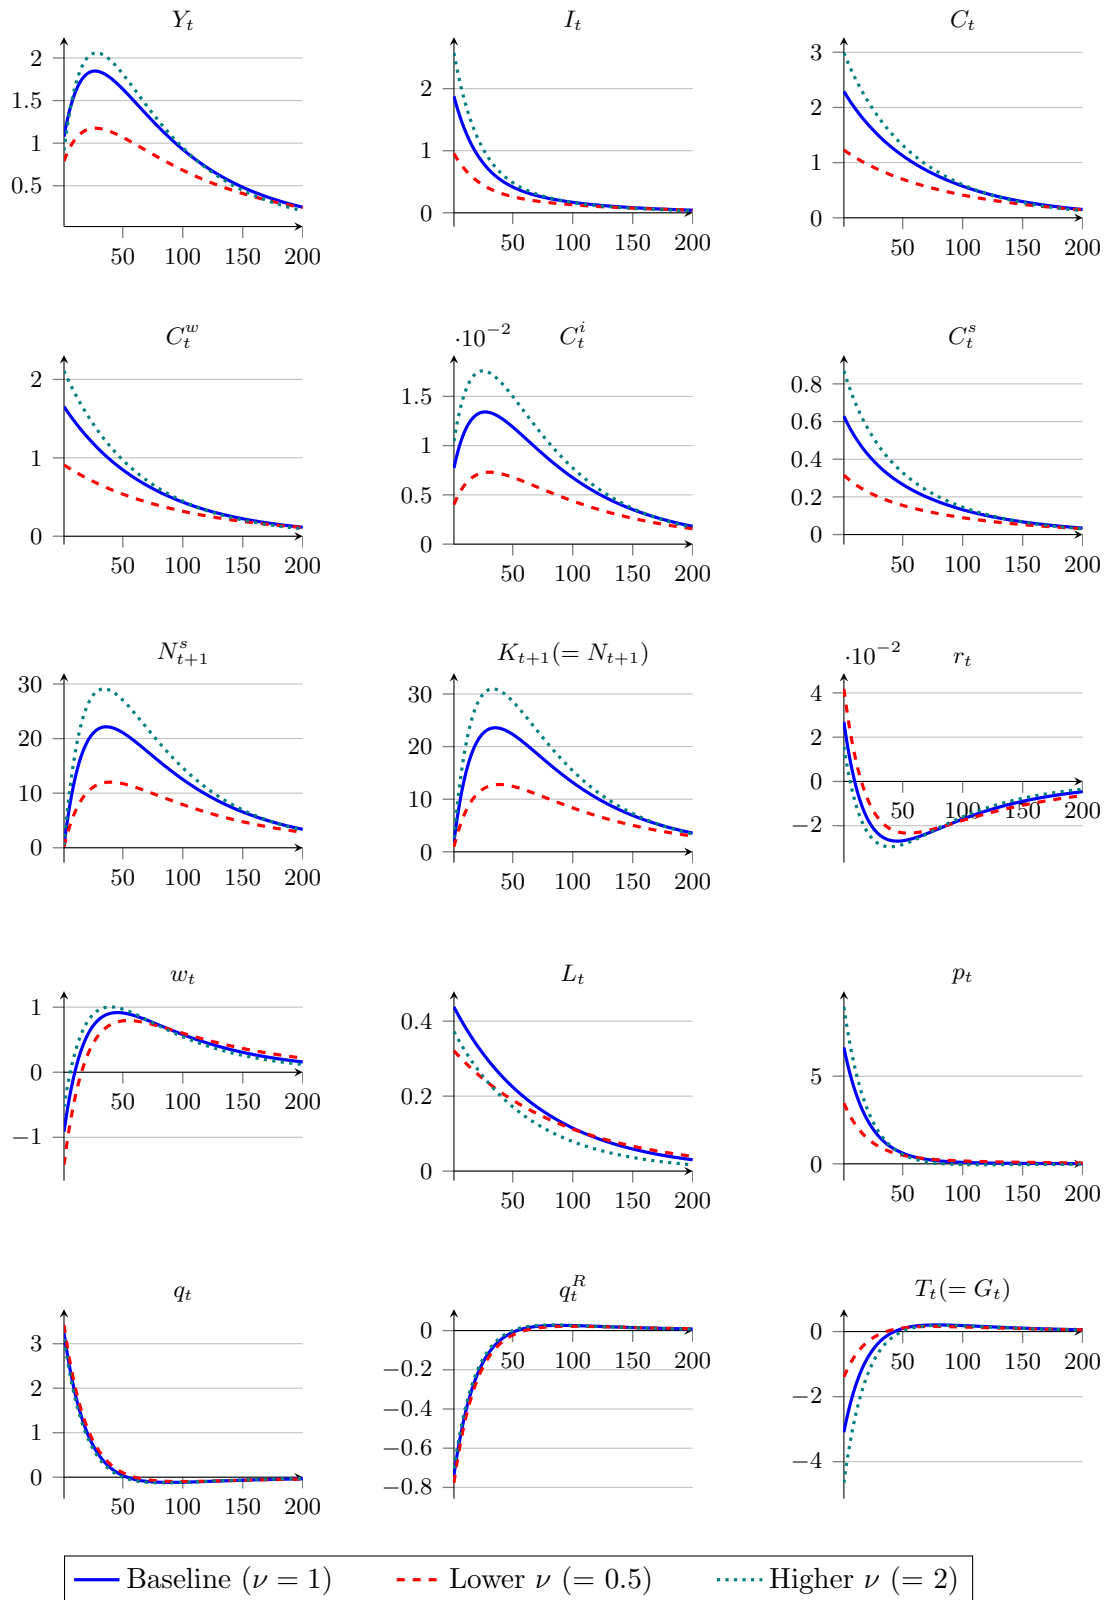 Y_t
I_t
C_t
2
1.5
1
0.5
50 100 150 200
2
1
0
50 100 150 200
3
2
1
0
50 100 150 200
C_t^w
·10^{-2} C_t^i
C_t^s
2
1
0
50 100 150 200
1.5
1
0.5
0
50 100 150 200
0.8
0.6
0.4
0.2
0
50 100 150 200
N_{t+1}^s
K_{t+1}(= N_{t+1})
·10^{-2} r_t
30
20
10
0
50 100 150 200
30
20
10
0
50 100 150 200
4
2
0
−2
50 100 150 200
w_t
L_t
p_t
1
0
−1
50 100 150 200
0.4
0.2
0
50 100 150 200
5
0
50 100 150 200
q_t
q_t^R
T_t(= G_t)
3
2
1
0
50 100 150 200
0
−0.2
−0.4
−0.6
−0.8
50 100 150 200
0
−2
−4
50 100 150 200
Baseline (ν = 1) Lower ν (= 0.5) Higher ν (= 2)